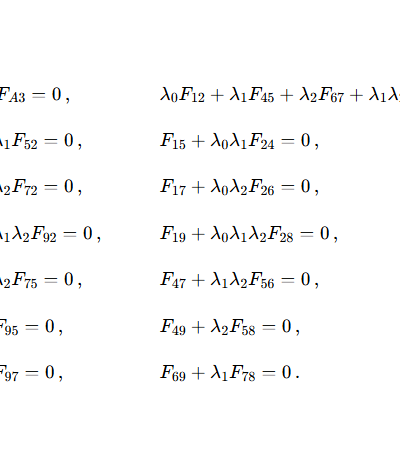 F_{A3} = 0 ,   λ_0F_{12} + λ_1F_{45} + λ_2F_{67} + λ_1λ
λ_1F_{52} = 0 ,   F_{15} + λ_0λ_1F_{24} = 0 ,
λ_2F_{72} = 0 ,   F_{17} + λ_0λ_2F_{26} = 0 ,
λ_1λ_2F_{92} = 0 ,   F_{19} + λ_0λ_1λ_2F_{28} = 0 ,
λ_2F_{75} = 0 ,   F_{47} + λ_1λ_2F_{56} = 0 ,
F_{95} = 0 ,   F_{49} + λ_2F_{58} = 0 ,
F_{97} = 0 ,   F_{69} + λ_1F_{78} = 0 .